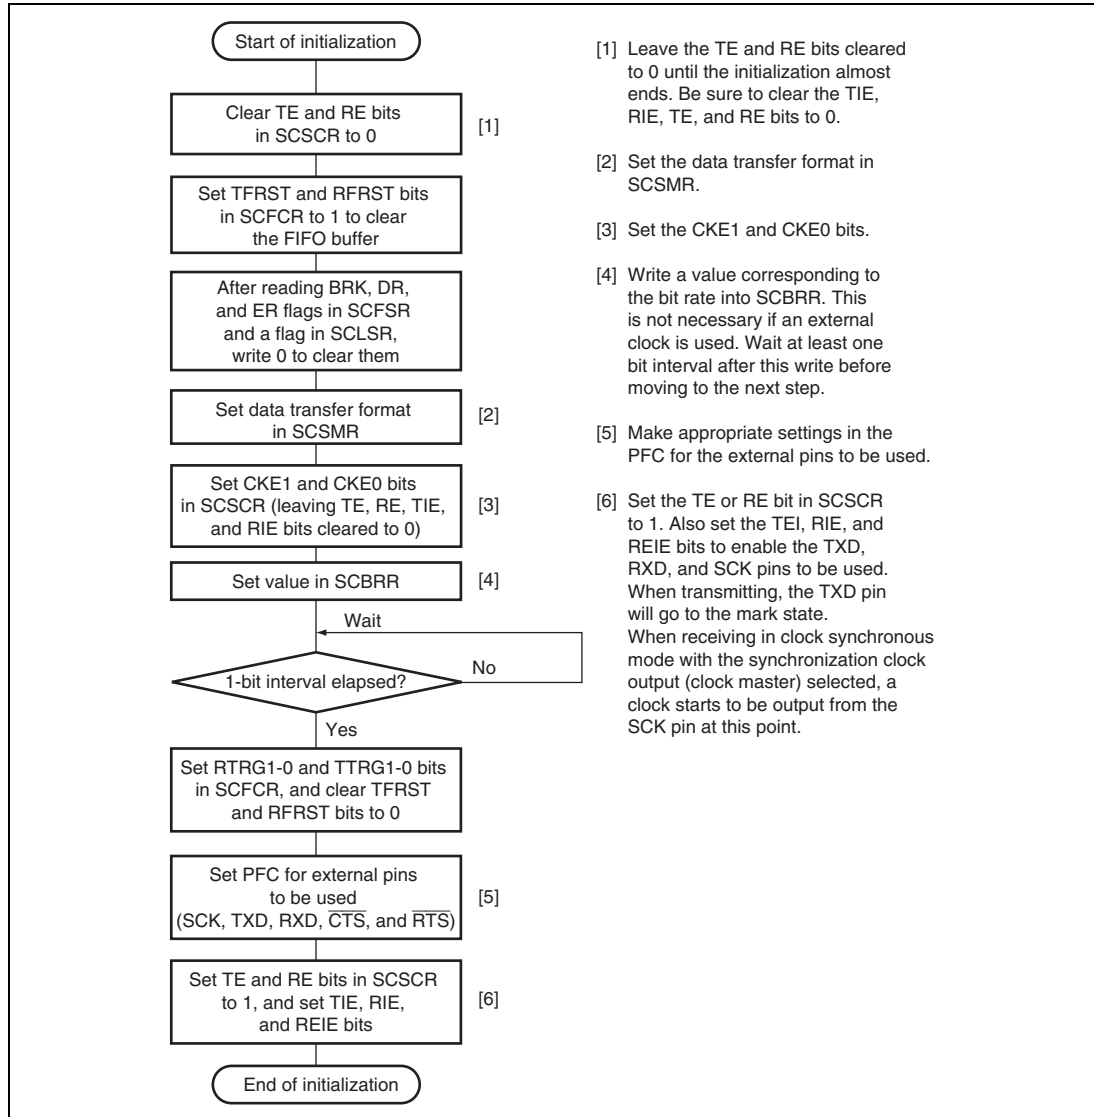 Start of initialization
Clear TE and RE bits
in SCSCR to 0
[1]
Set TFRST and RFRST bits
in SCFCR to 1 to clear
the FIFO buffer
After reading BRK, DR,
and ER flags in SCFSR
and a flag in SCLSR,
write 0 to clear them
Set data transfer format
in SCSMR
[2]
Set CKE1 and CKE0 bits
in SCSCR (leaving TE, RE, TIE,
and RIE bits cleared to 0)
[3]
Set value in SCBRR
[4]
Wait
1-bit interval elapsed?
No
Yes
Set RTRG1-0 and TTRG1-0 bits
in SCFCR, and clear TFRST
and RFRST bits to 0
Set PFC for external pins
to be used
(SCK, TXD, RXD, C̅T̅S̅, and R̅T̅S̅)
[5]
Set TE and RE bits in SCSCR
to 1, and set TIE, RIE,
and REIE bits
[6]
End of initialization
[1] Leave the TE and RE bits cleared
to 0 until the initialization almost
ends. Be sure to clear the TIE,
RIE, TE, and RE bits to 0.
[2] Set the data transfer format in
SCSMR.
[3] Set the CKE1 and CKE0 bits.
[4] Write a value corresponding to
the bit rate into SCBRR. This
is not necessary if an external
clock is used. Wait at least one
bit interval after this write before
moving to the next step.
[5] Make appropriate settings in the
PFC for the external pins to be used.
[6] Set the TE or RE bit in SCSCR
to 1. Also set the TEI, RIE, and
REIE bits to enable the TXD,
RXD, and SCK pins to be used.
When transmitting, the TXD pin
will go to the mark state.
When receiving in clock synchronous
mode with the synchronization clock
output (clock master) selected, a
clock starts to be output from the
SCK pin at this point.